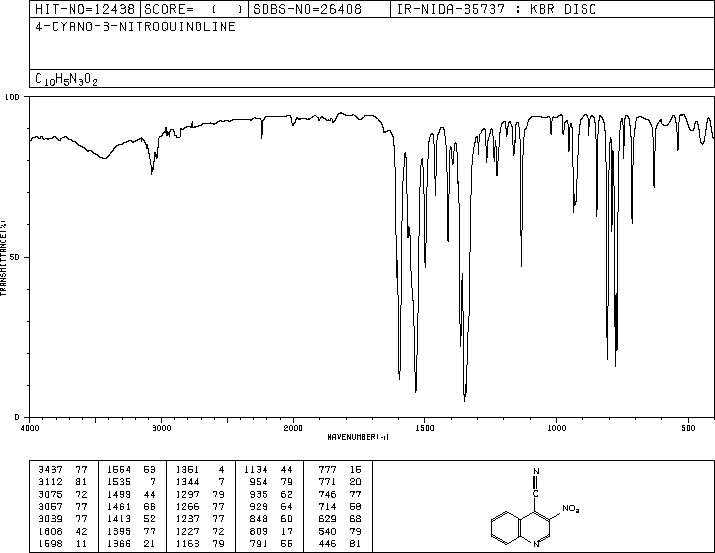 HIT-NO=12438 SCORE= ( ) SDBS-NO=26408 IR-NIDA-35737 : KBR DISC
4-CYANO-3-NITROQUINOLINE
C10H5N3O2
100
50
0
TRANSMITTANCE(%)
4000 3000 2000 1500 1000 500
WAVENUMBER(-1)
3437 77 1564 53 1351 4 1134 44 777 15
3112 81 1535 7 1344 7 954 79 771 20
3075 72 1499 44 1297 79 935 62 746 77
3057 77 1461 66 1266 77 929 64 714 58
3039 77 1413 52 1237 77 848 60 629 68
1608 42 1395 77 1227 72 809 17 540 79
1598 11 1366 21 1163 79 791 55 446 81
N
C
NO2
N